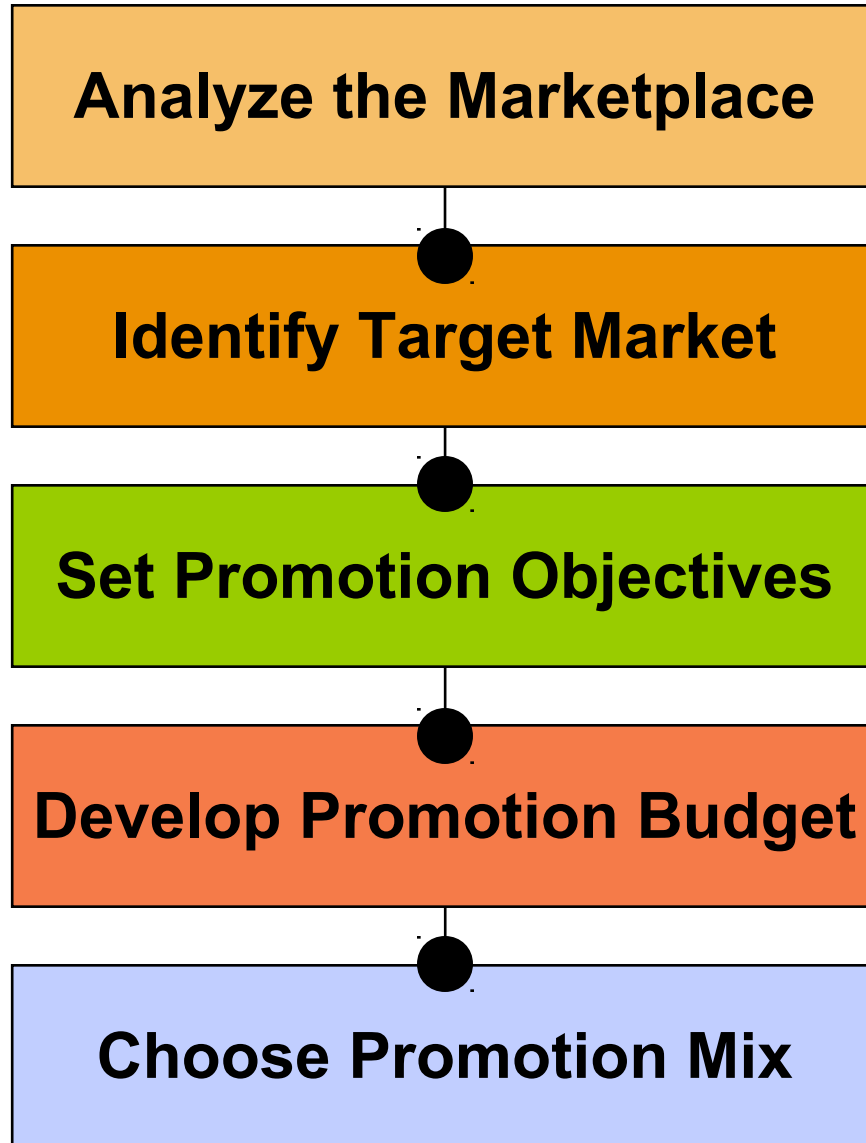 Analyze the Marketplace
Identify Target Market
Set Promotion Objectives
Develop Promotion Budget
Choose Promotion Mix